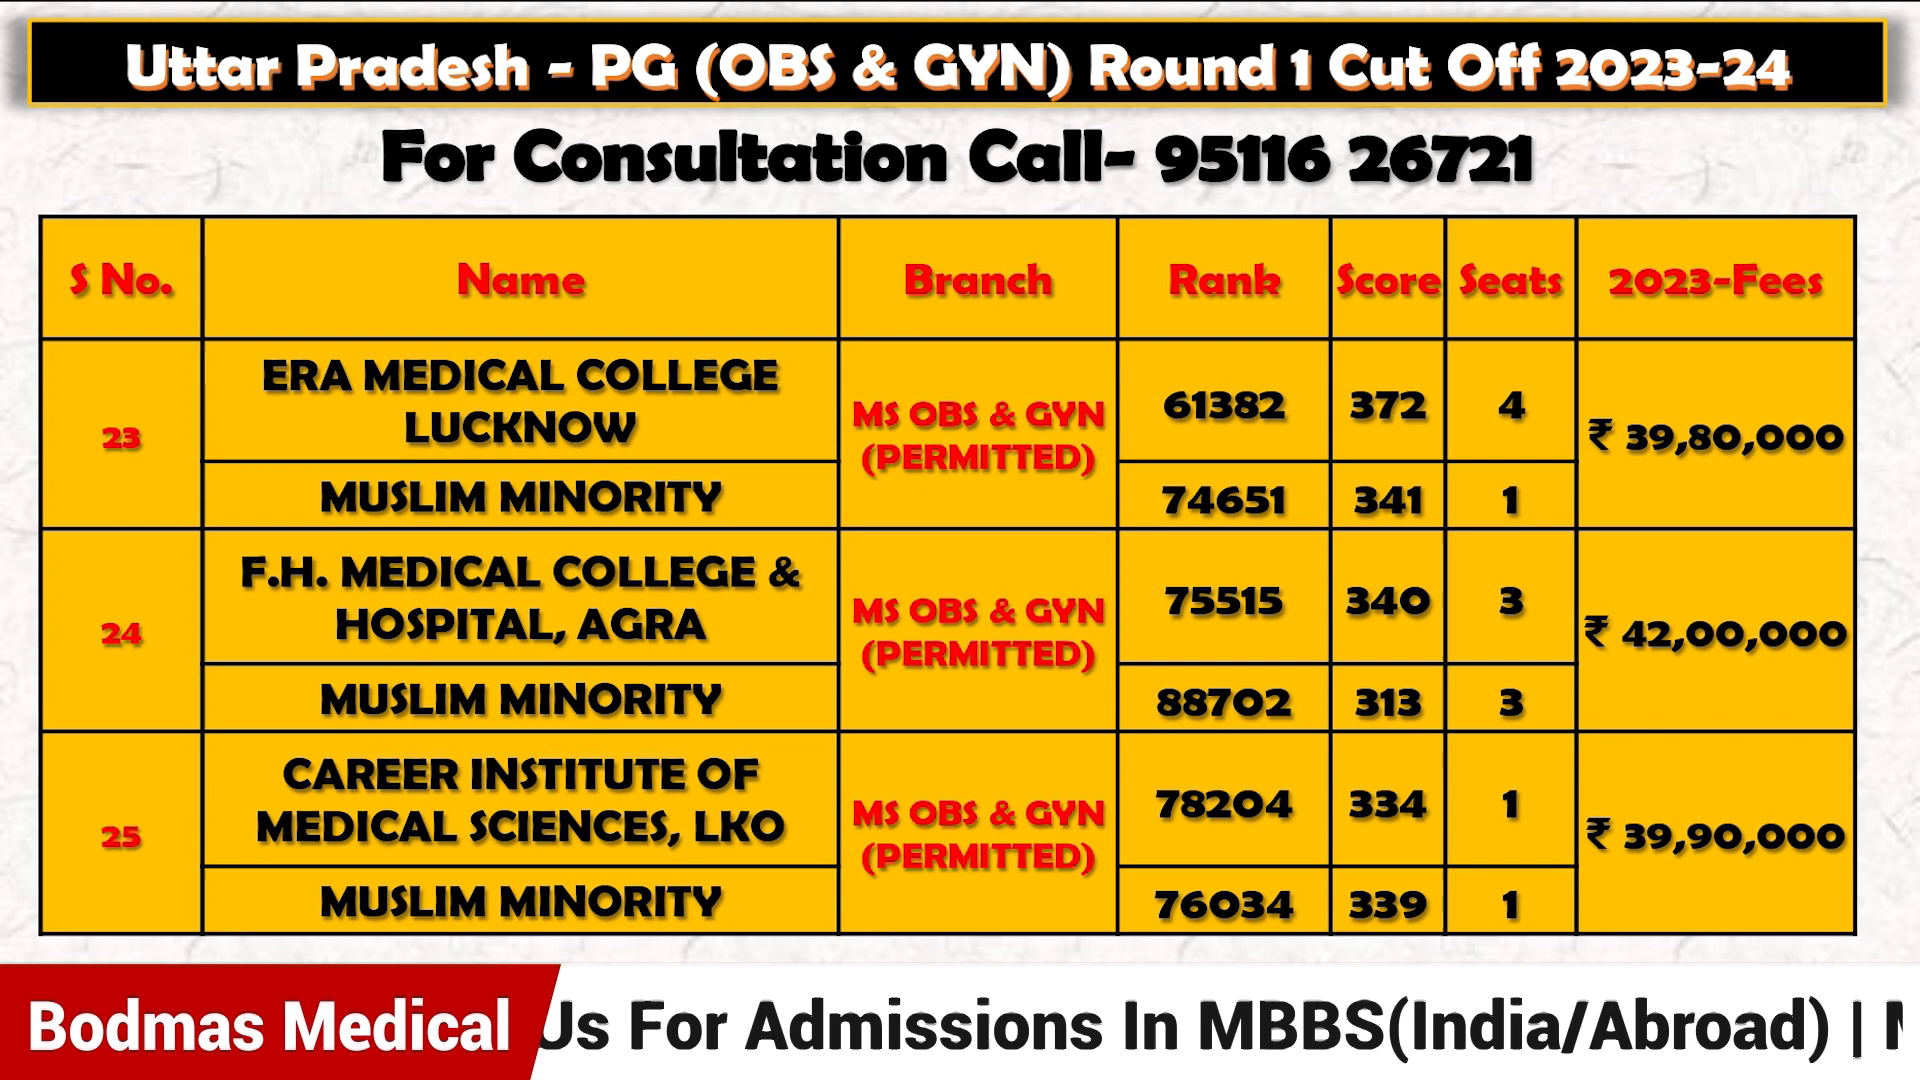 Uttar Pradesh - PG (OBS & GYN) Round 1 Cut Off 2023-24
For Consultation Call- 95116 26721
S No. Name Branch Rank Score Seats 2023-Fees
23
ERA MEDICAL COLLEGE
LUCKNOW
MS OBS & GYN
(PERMITTED)
61382 372 4
₹ 39,80,000
MUSLIM MINORITY
74651 341 1
24
F.H. MEDICAL COLLEGE &
HOSPITAL, AGRA
MS OBS & GYN
(PERMITTED)
75515 340 3
₹ 42,00,000
MUSLIM MINORITY
88702 313 3
25
CAREER INSTITUTE OF
MEDICAL SCIENCES, LKO
MS OBS & GYN
(PERMITTED)
78204 334 1
₹ 39,90,000
MUSLIM MINORITY
76034 339 1
Bodmas Medical
Us For Admissions In MBBS(India/Abroad) |